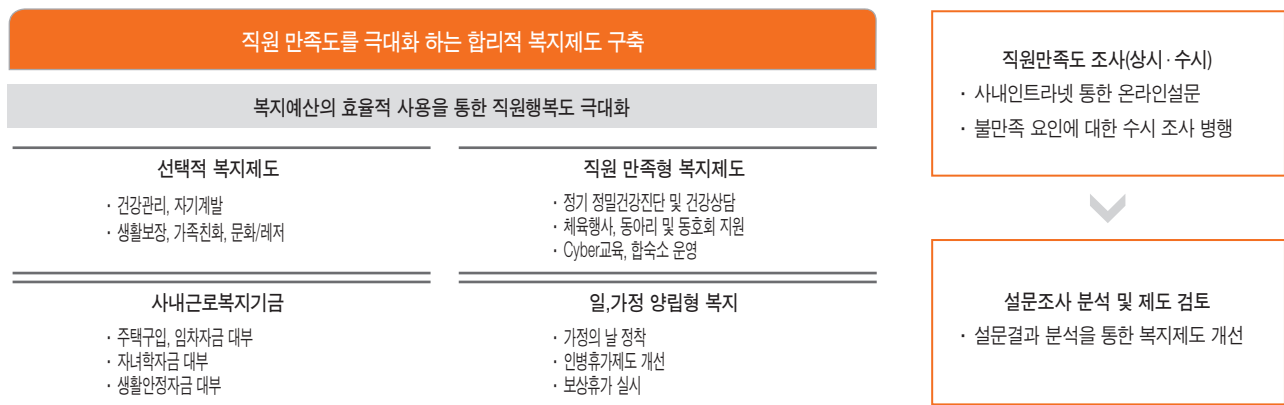 직원 만족도를 극대화 하는 합리적 복지제도 구축
복지예산의 효율적 사용을 통한 직원행복도 극대화
선택적 복지제도
· 건강관리, 자기계발
· 생활보장, 가족친화, 문화/레저
직원 만족형 복지제도
· 정기 정밀건강진단 및 건강상담
· 체육행사, 동아리 및 동호회 지원
· Cyber교육, 합숙소 운영
사내근로복지기금
· 주택구입, 임차자금 대부
· 자녀학자금 대부
· 생활안정자금 대부
일,가정 양립형 복지
· 가정의 날 정착
· 인병휴가제도 개선
· 보상휴가 실시
직원만족도 조사(상시 · 수시)
· 사내인트라넷 통한 온라인설문
· 불만족 요인에 대한 수시 조사 병행
설문조사 분석 및 제도 검토
· 설문결과 분석을 통한 복지제도 개선